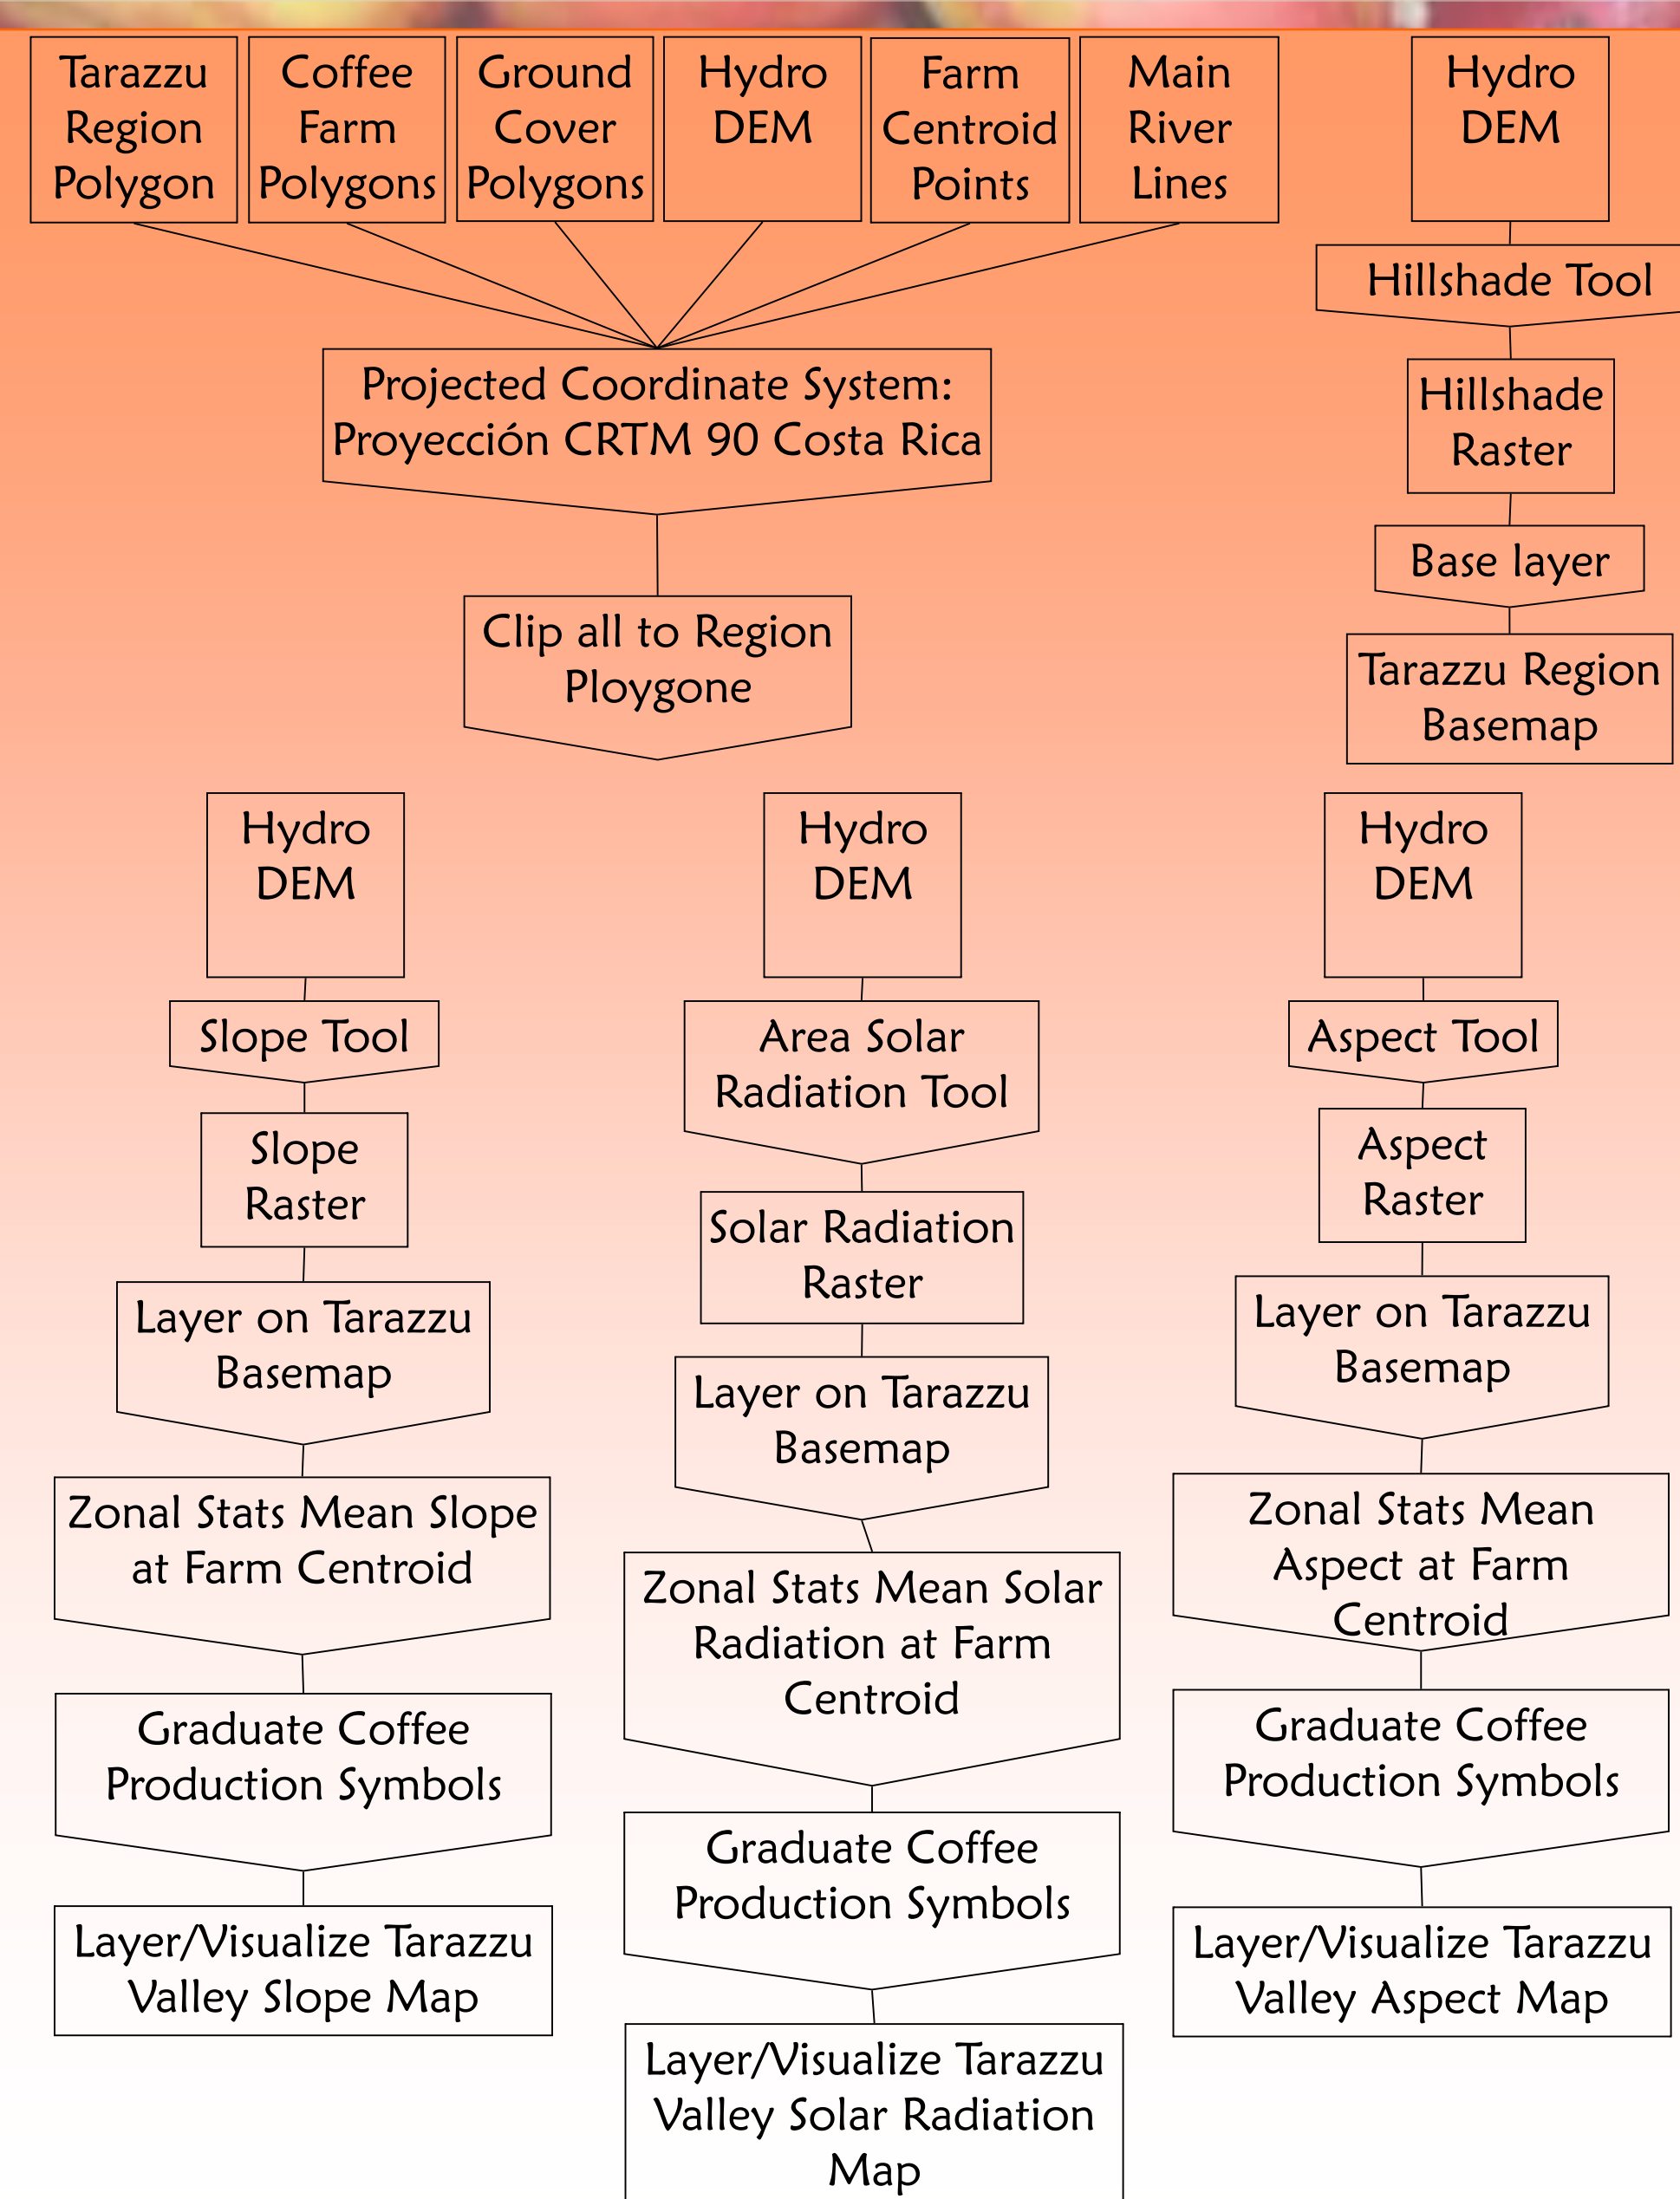 Tarazzu
Region
Polygon
Coffee
Farm
Polygons
Ground
Cover
Polygons
Hydro
DEM
Farm
Centroid
Points
Main
River
Lines
Hydro
DEM
Hillshade Tool
Hillshade
Raster
Base layer
Tarazzu Region
Basemap
Projected Coordinate System:
Proyección CRTM 90 Costa Rica
Clip all to Region
Ploygone
Hydro
DEM
Slope Tool
Slope
Raster
Layer on Tarazzu
Basemap
Zonal Stats Mean Slope
at Farm Centroid
Graduate Coffee
Production Symbols
Layer/Visualize Tarazzu
Valley Slope Map
Hydro
DEM
Area Solar
Radiation Tool
Solar Radiation
Raster
Layer on Tarazzu
Basemap
Zonal Stats Mean Solar
Radiation at Farm
Centroid
Graduate Coffee
Production Symbols
Layer/Visualize Tarazzu
Valley Solar Radiation
Map
Hydro
DEM
Aspect Tool
Aspect
Raster
Layer on Tarazzu
Basemap
Zonal Stats Mean
Aspect at Farm
Centroid
Graduate Coffee
Production Symbols
Layer/Visualize Tarazzu
Valley Aspect Map